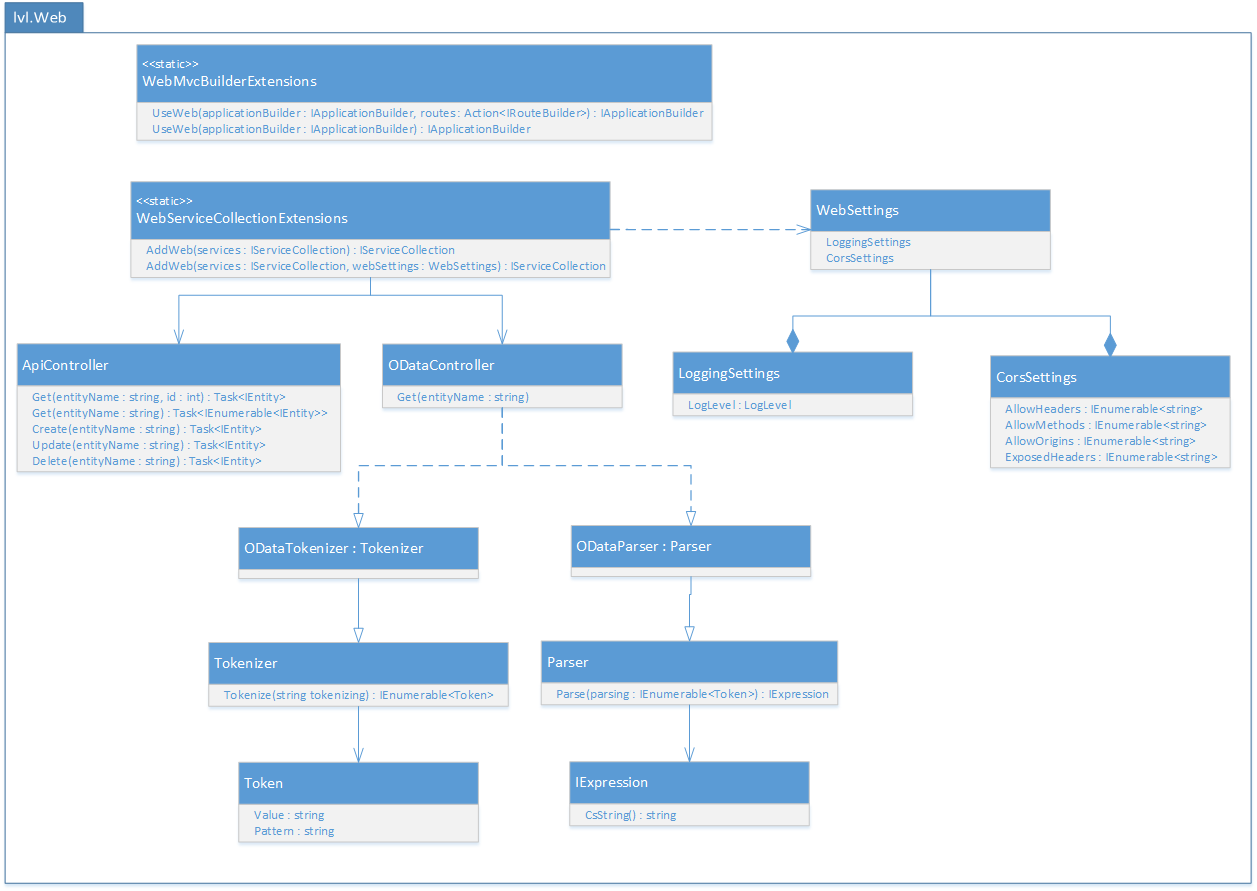 lvl.Web
<<static>>
WebMvcBuilderExtensions
UseWeb(applicationBuilder : IApplicationBuilder, routes : Action<IRouteBuilder>) : IApplicationBuilder
UseWeb(applicationBuilder : IApplicationBuilder) : IApplicationBuilder
<<static>>
WebServiceCollectionExtensions
AddWeb(services : IServiceCollection) : IServiceCollection
AddWeb(services : IServiceCollection, webSettings : WebSettings) : IServiceCollection
WebSettings
LoggingSettings
CorsSettings
ApiController
Get(entityName : string, id : int) : Task<IEntity>
Get(entityName : string) : Task<IEnumerable<IEntity>>
Create(entityName : string) : Task<IEntity>
Update(entityName : string) : Task<IEntity>
Delete(entityName : string) : Task<IEntity>
ODataController
Get(entityName : string)
LoggingSettings
LogLevel : LogLevel
CorsSettings
AllowHeaders : IEnumerable<string>
AllowMethods : IEnumerable<string>
AllowOrigins : IEnumerable<string>
ExposedHeaders : IEnumerable<string>
ODataTokenizer : Tokenizer
ODataParser : Parser
Tokenizer
Tokenize(string tokenizing) : IEnumerable<Token>
Parser
Parse(parsing : IEnumerable<Token>) : IExpression
Token
Value : string
Pattern : string
IExpression
CsString() : string